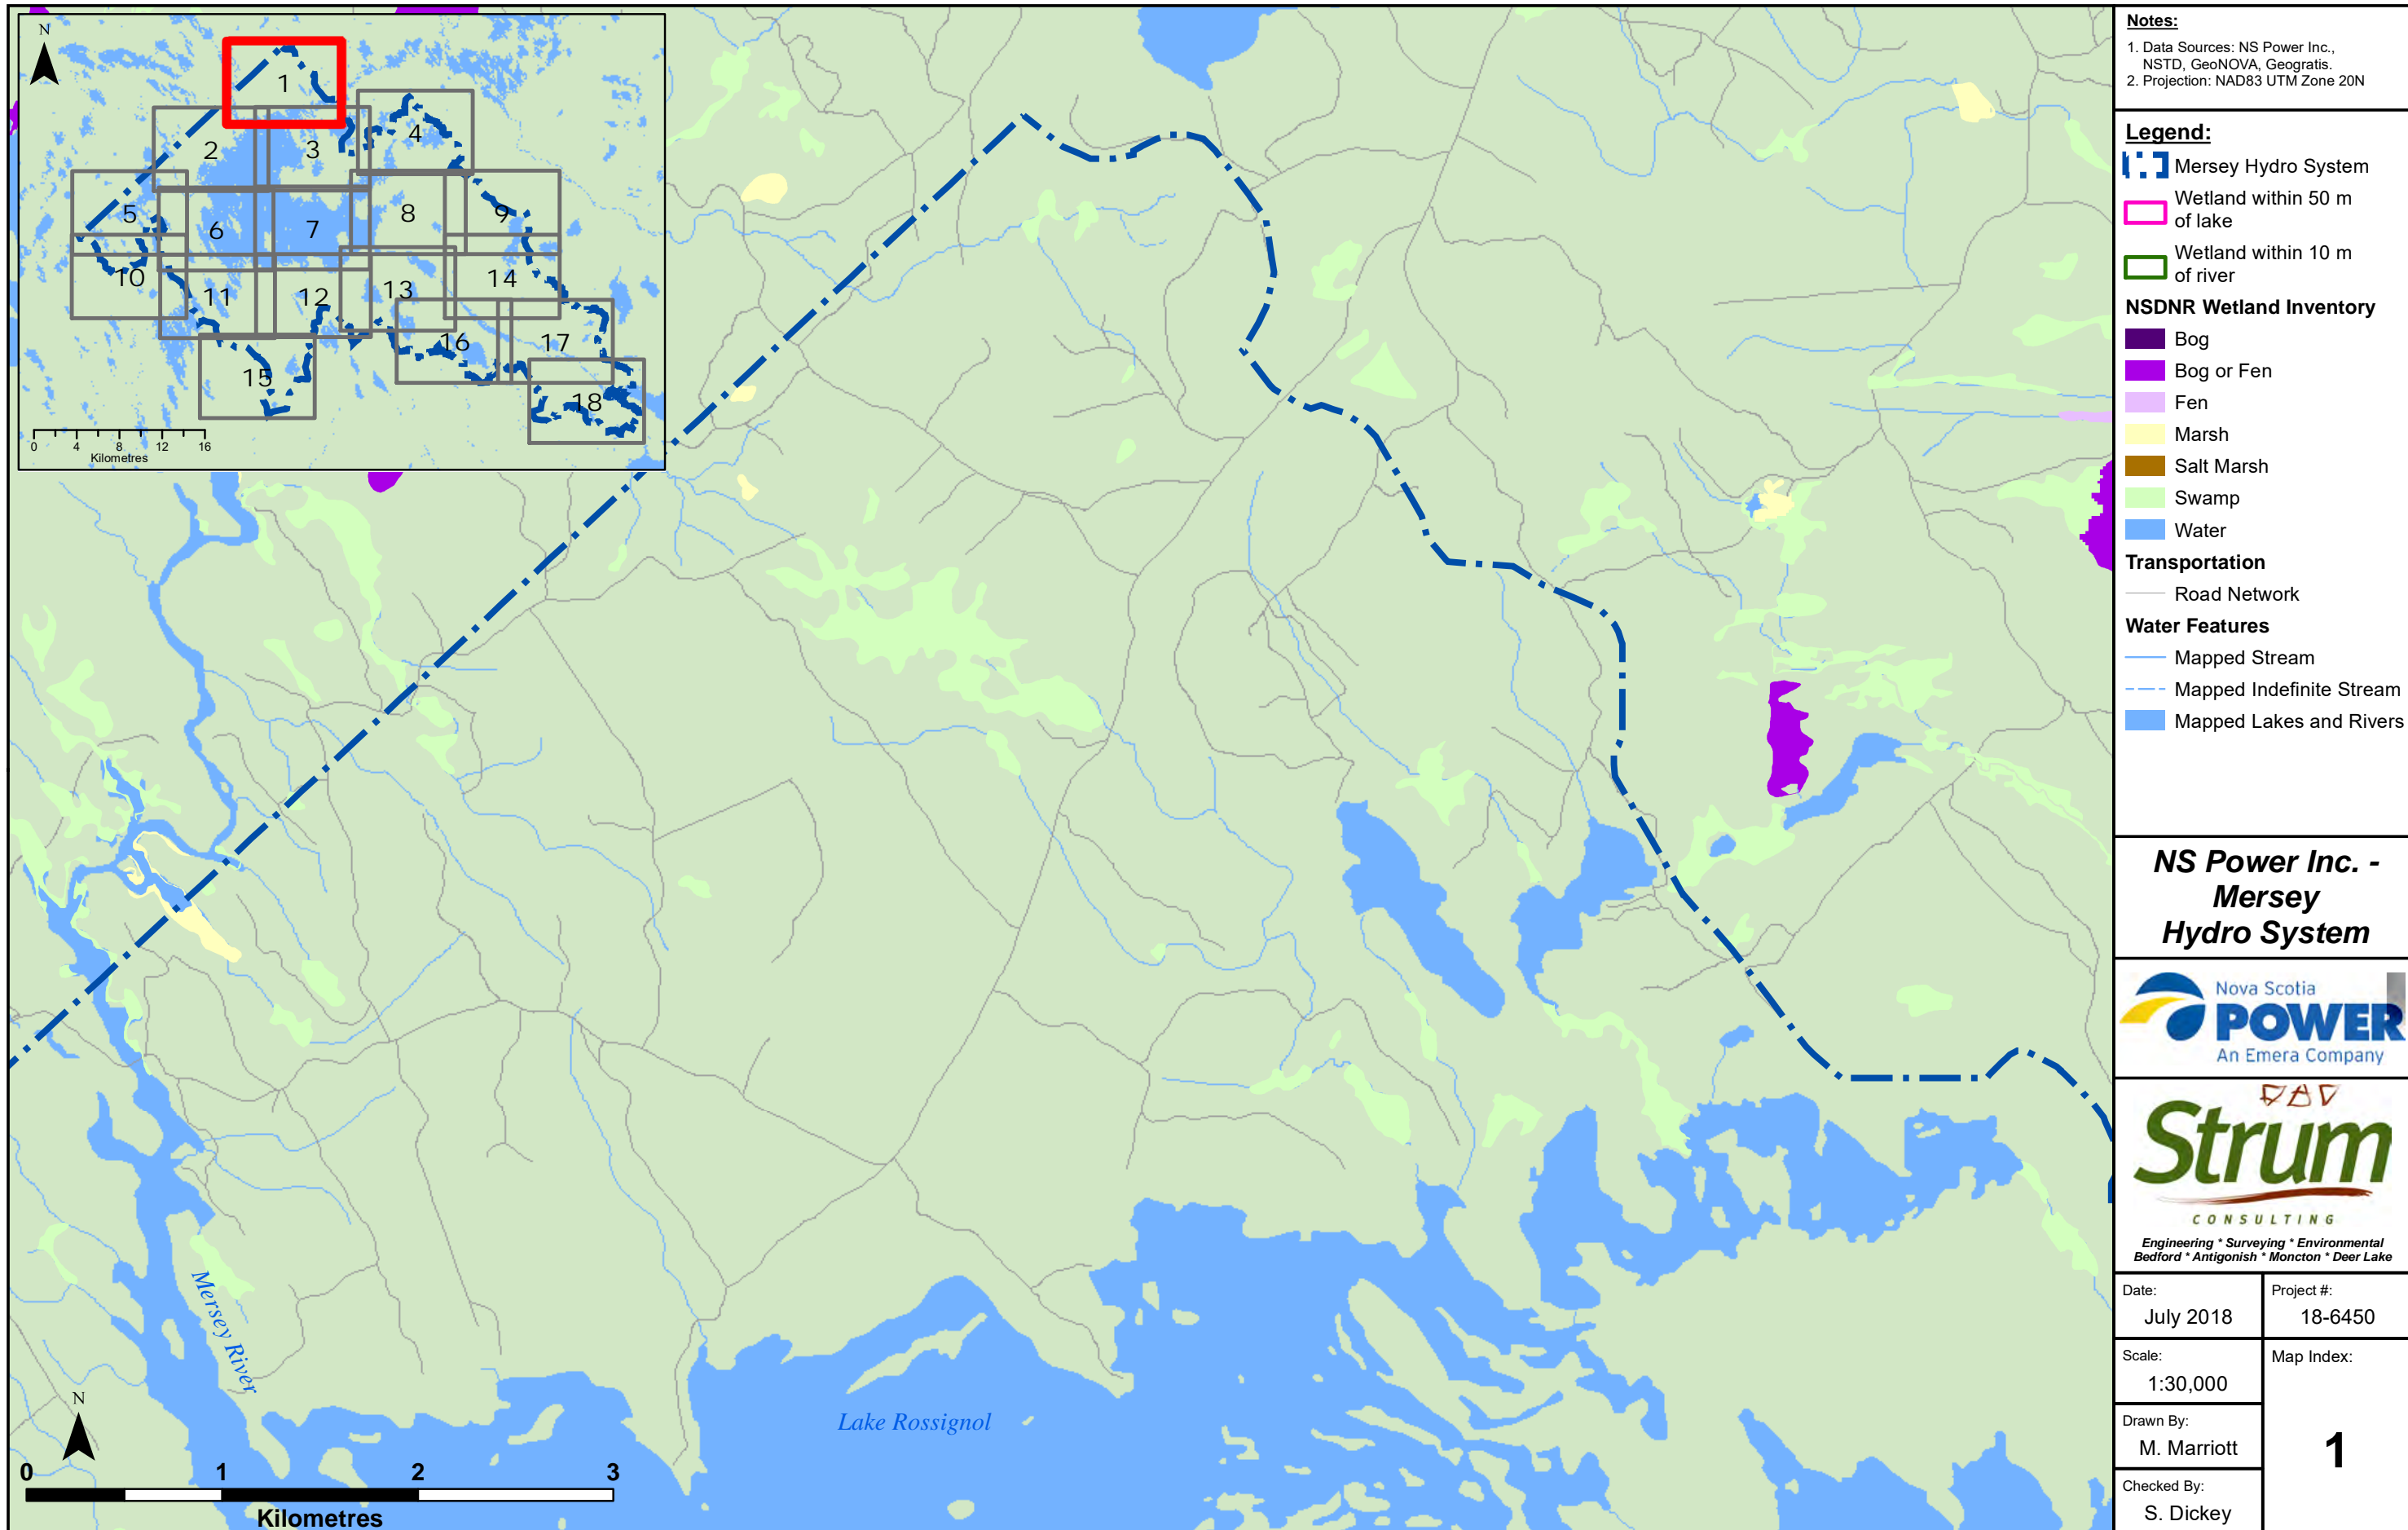 N
1
2
3
4
5
6
7
8
9
10
11
12
13
14
15
16
17
18
0 4 8 12 16
Kilometres
Mersey River
Lake Rossignol
N
0 1 2 3
Kilometres
Notes:
1. Data Sources: NS Power Inc.,
NSTD, GeoNOVA, Geogratis.
2. Projection: NAD83 UTM Zone 20N
Legend:
Mersey Hydro System
Wetland within 50 m
of lake
Wetland within 10 m
of river
NSDNR Wetland Inventory
Bog
Bog or Fen
Fen
Marsh
Salt Marsh
Swamp
Water
Transportation
Road Network
Water Features
Mapped Stream
Mapped Indefinite Stream
Mapped Lakes and Rivers
NS Power Inc. -
Mersey
Hydro System
Nova Scotia
POWER
An Emera Company
Strum
CONSULTING
Engineering * Surveying * Environmental
Bedford * Antigonish * Moncton * Deer Lake
Date:
July 2018
Project #:
18-6450
Scale:
1:30,000
Map Index:
1
Drawn By:
M. Marriott
Checked By:
S. Dickey